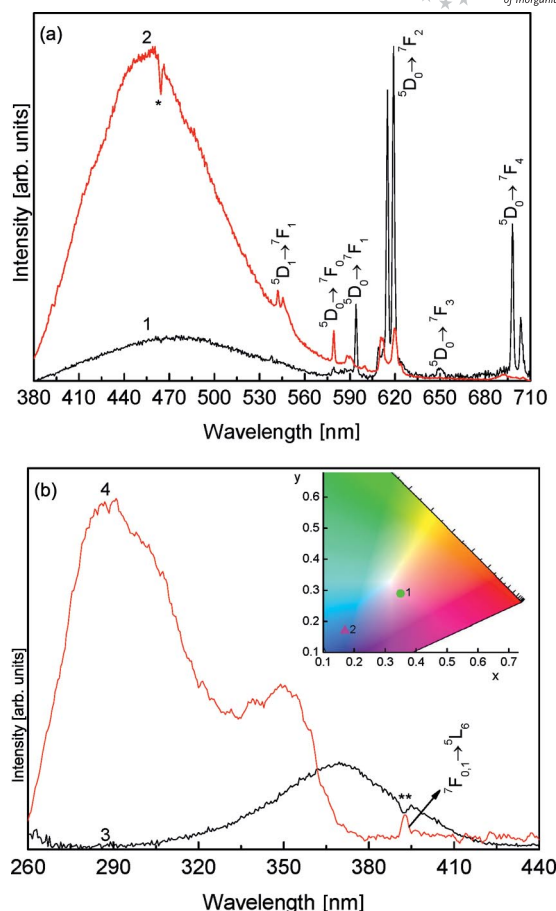 of Inorganic
(a)
2
*
1
⁵D₁→⁷F₁
⁵D₀→⁷F₀
⁵D₀→⁷F₁
⁵D₀→⁷F₂
⁵D₀→⁷F₃
⁵D₀→⁷F₄
Intensity [arb. units]
380 410 440 470 500 530 560 590 620 650 680 710
Wavelength [nm]
(b)
4
3
**
⁷F₀,₁→⁵L₆
Intensity [arb. units]
260 290 320 350 380 410 440
Wavelength [nm]
y
0.6
0.5
0.4
0.3
0.2
0.1
1
2
0.1 0.2 0.3 0.4 0.5 0.6 0.7
x